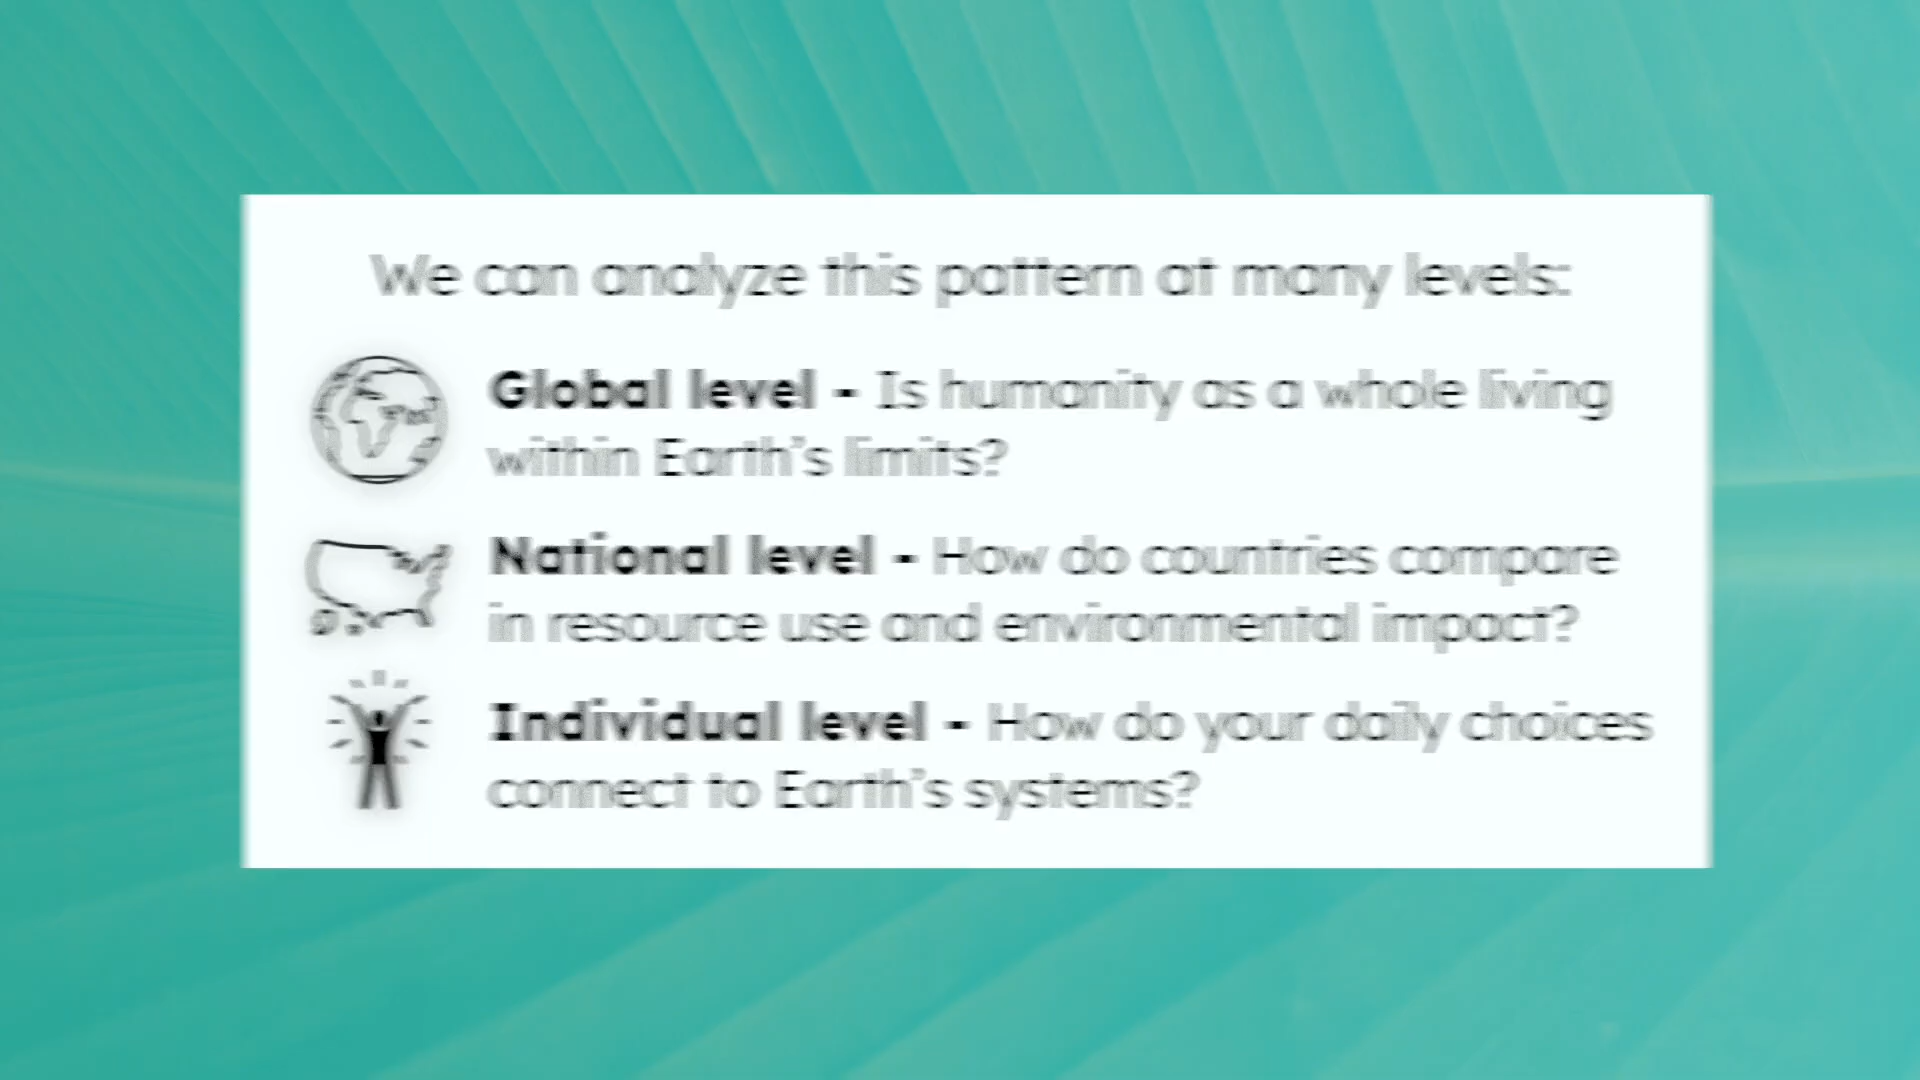 We can analyze this pattern at many levels:
Global level - Is humanity as a whole living
within Earth's limits?
National level - How do countries compare
in resource use and environmental impact?
Individual level - How do your daily choices
connect to Earth's systems?